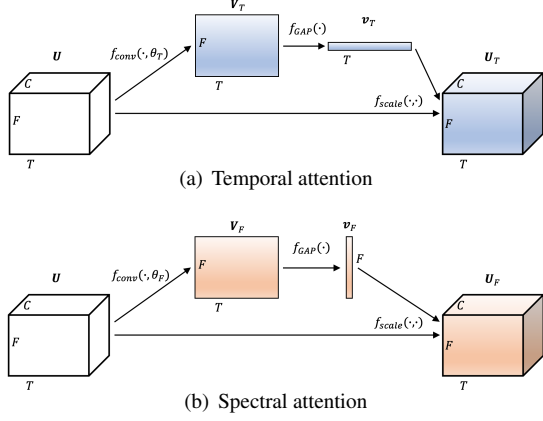 V_T
v_T
f_conv(·,θ_T)
F
f_GAP(·)
T
T
U
C
F
T
f_scale(·,·)
U_T
C
F
T
(a) Temporal attention
V_F
v_F
f_conv(·,θ_F)
F
f_GAP(·)
F
T
U
C
F
T
f_scale(·,·)
U_F
C
F
T
(b) Spectral attention